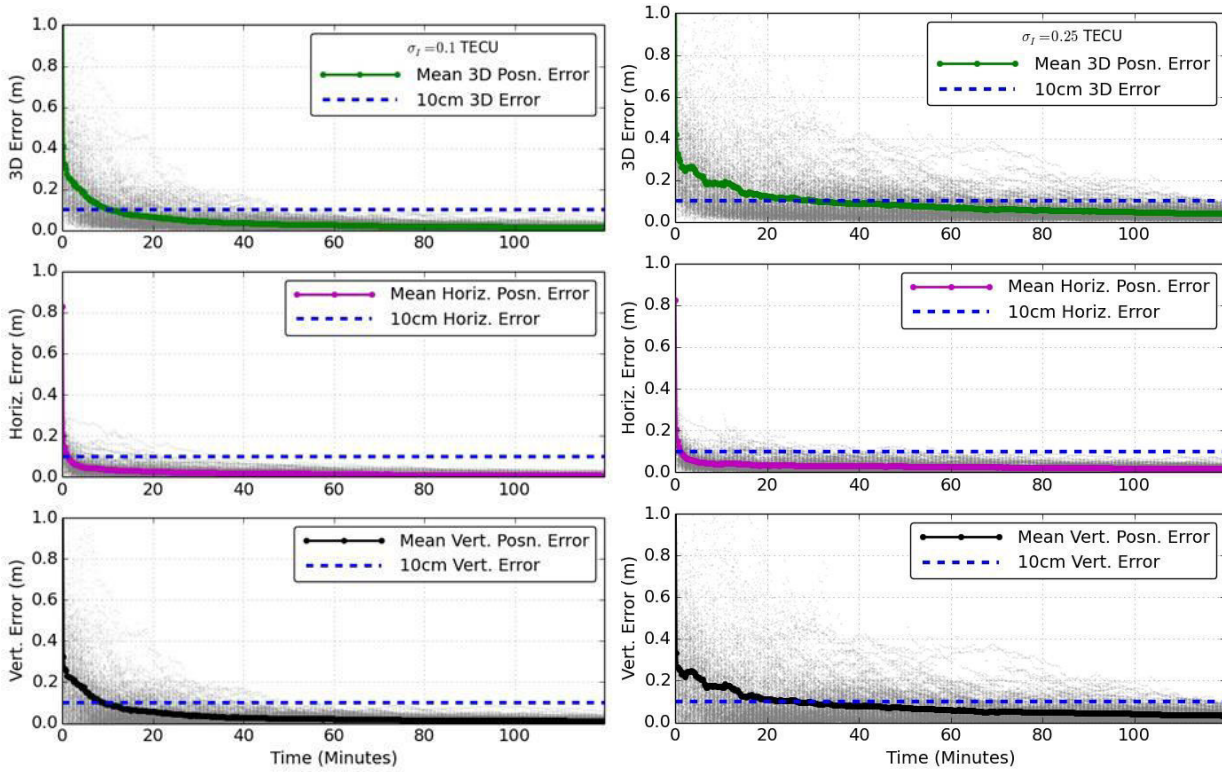 1.0
0.8
0.6
0.4
0.2
0.0
3D Error (m)
σ_I =0.1 TECU
Mean 3D Posn. Error
10cm 3D Error
0 20 40 60 80 100
1.0
0.8
0.6
0.4
0.2
0.0
3D Error (m)
σ_I =0.25 TECU
Mean 3D Posn. Error
10cm 3D Error
0 20 40 60 80 100
1.0
0.8
0.6
0.4
0.2
0.0
Horiz. Error (m)
Mean Horiz. Posn. Error
10cm Horiz. Error
0 20 40 60 80 100
1.0
0.8
0.6
0.4
0.2
0.0
Horiz. Error (m)
Mean Horiz. Posn. Error
10cm Horiz. Error
0 20 40 60 80 100
1.0
0.8
0.6
0.4
0.2
0.0
Vert. Error (m)
Mean Vert. Posn. Error
10cm Vert. Error
0 20 40 60 80 100
Time (Minutes)
1.0
0.8
0.6
0.4
0.2
0.0
Vert. Error (m)
Mean Vert. Posn. Error
10cm Vert. Error
0 20 40 60 80 100
Time (Minutes)